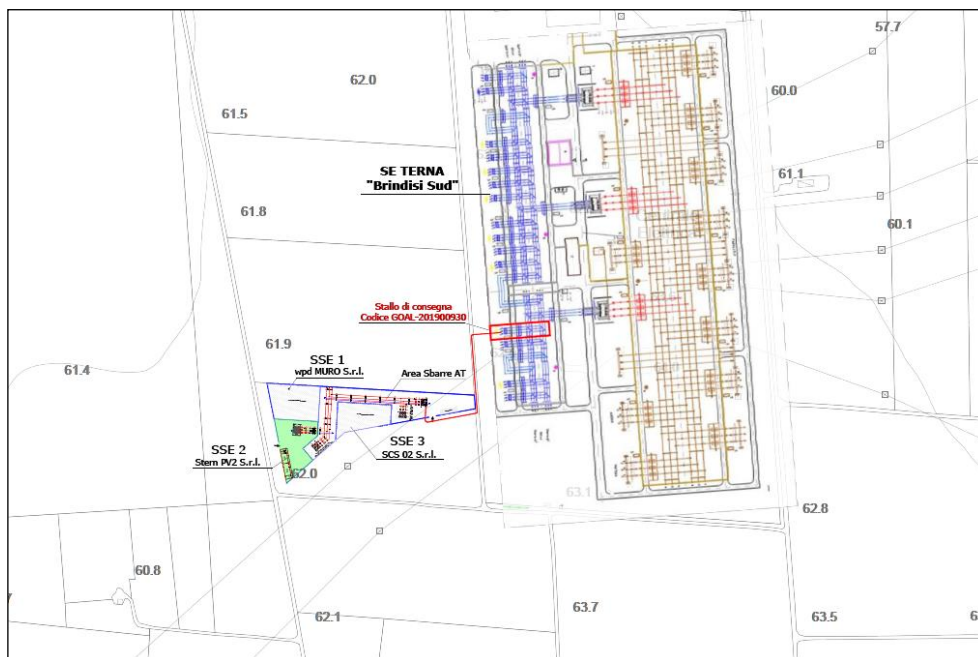 57.7
62.0
60.0
61.5
SE TERNA
"Brindisi Sud"
61.1
61.8
60.1
Stallo di consegna
Codice GOAL-201900930
61.9
SSE 1
wpd MURO S.r.l.
Area Sbarre AT
61.4
SSE 3
SCS 02 S.r.l.
SSE 2
Stern PV2 S.r.l.
62.0
63.1
62.8
60.8
62.1
63.7
63.5